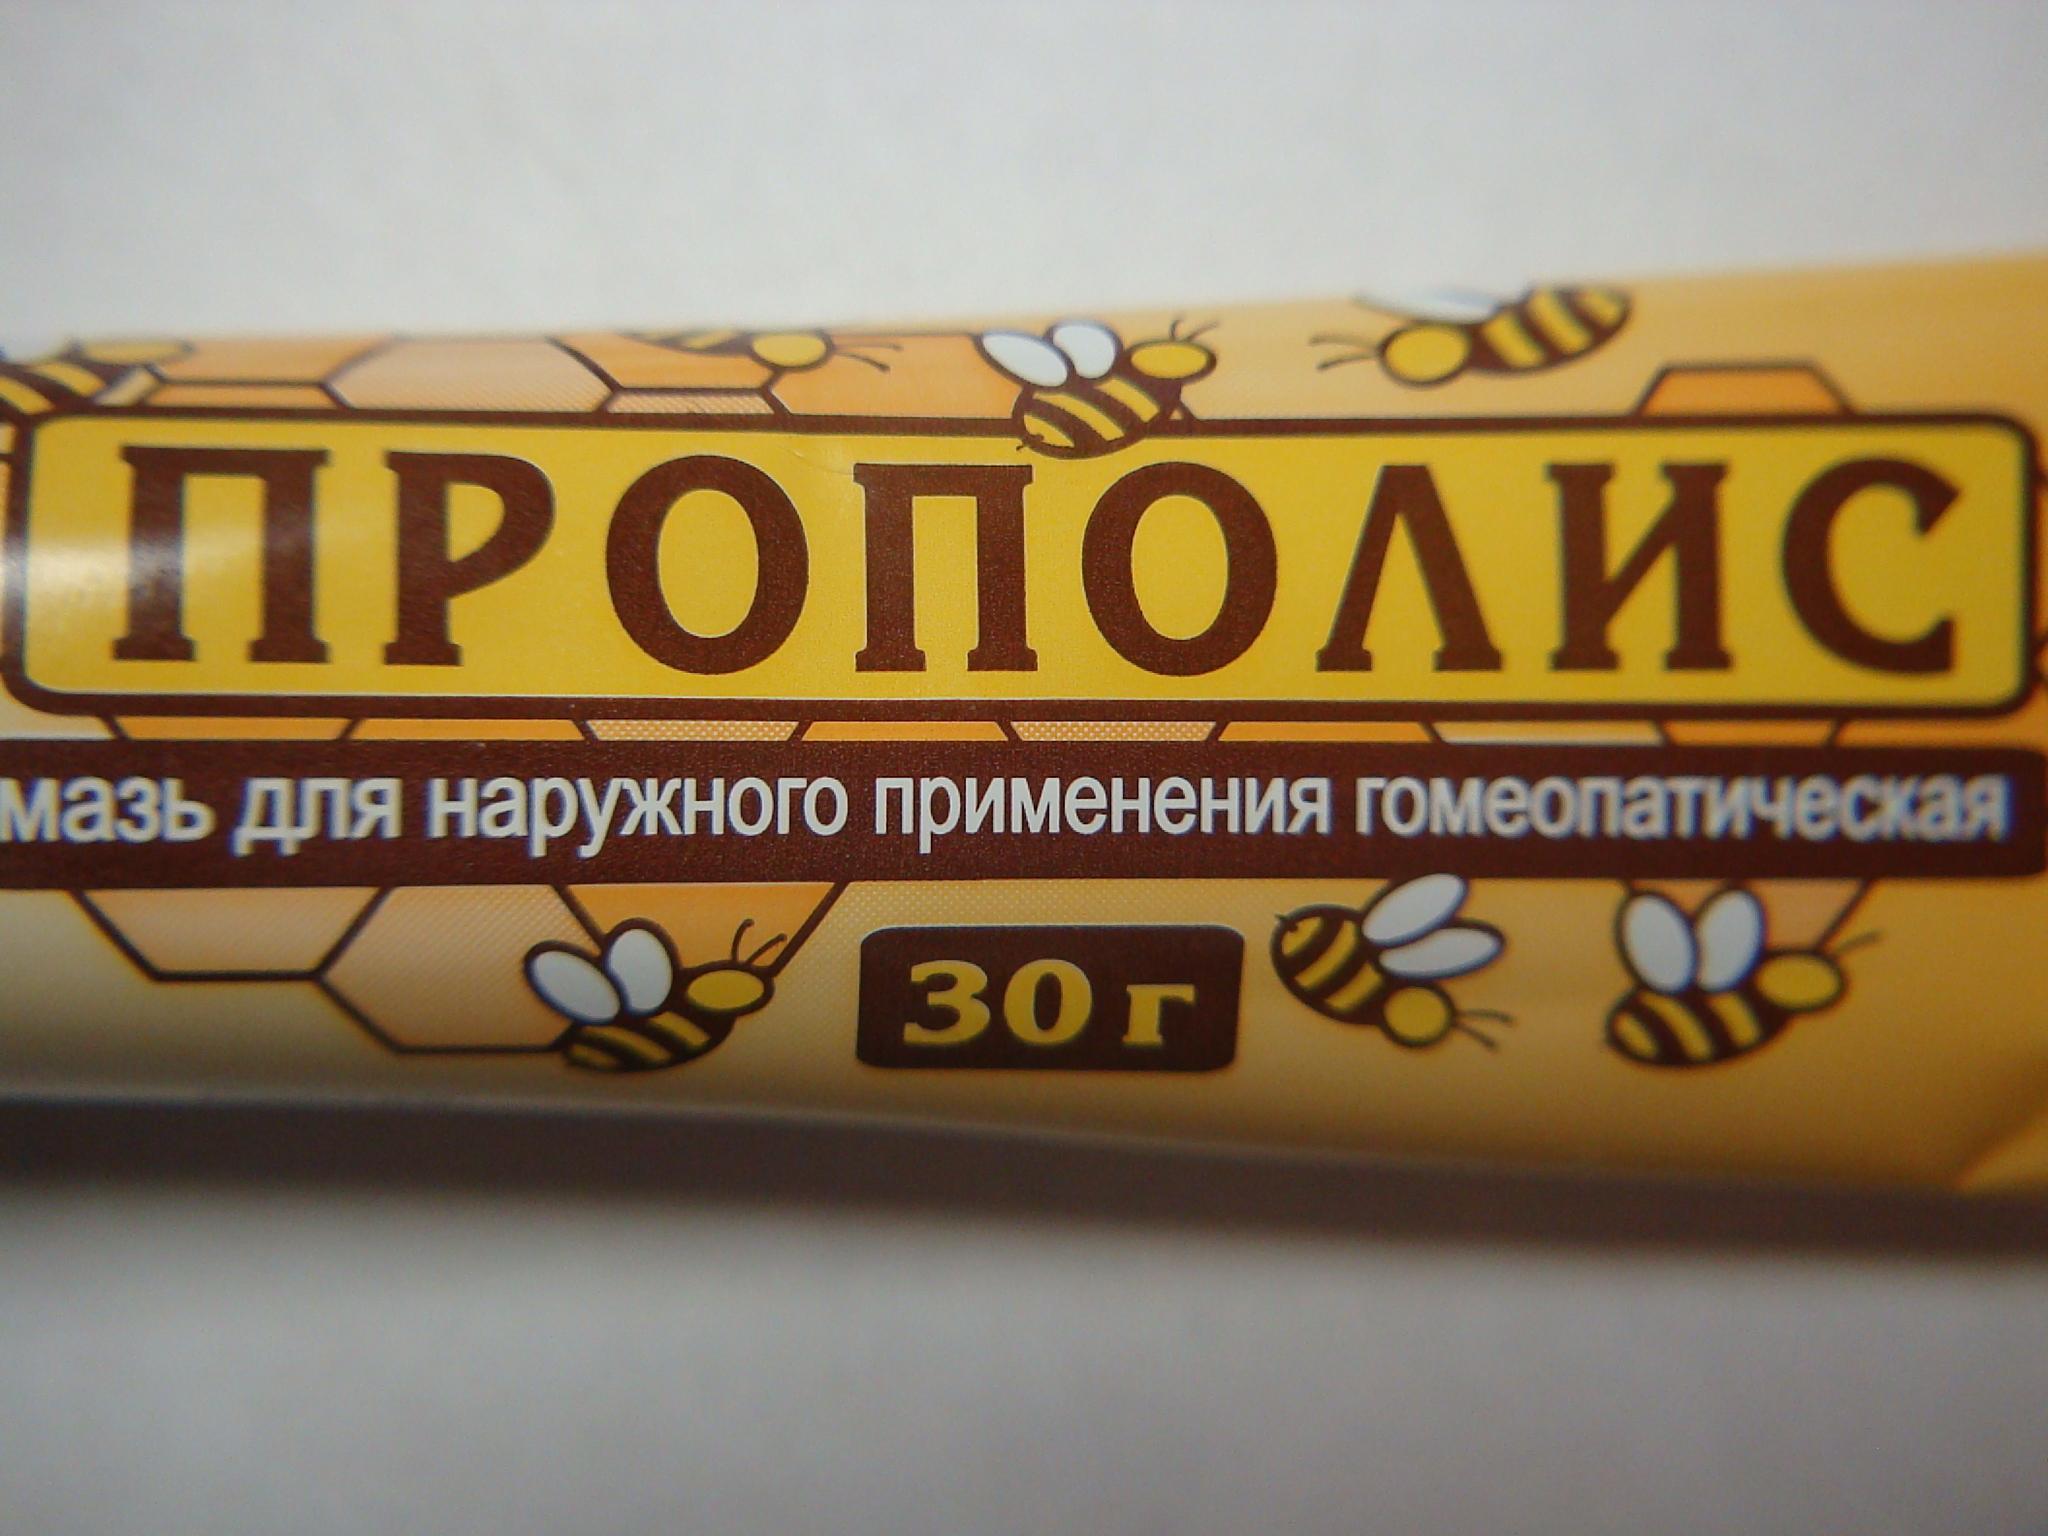 ПРОПОЛИС
мазь для наружного применения гомеопатическая
30 г